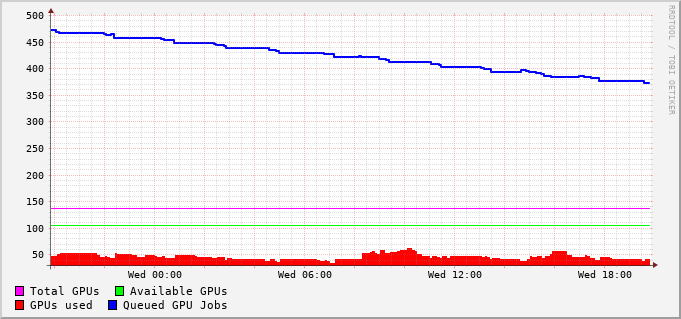 500
450
400
350
300
250
200
150
100
50
Wed 00:00 Wed 06:00 Wed 12:00 Wed 18:00
Total GPUs Available GPUs
GPUs used Queued GPU Jobs
RRDTOOL / TOBI OETIKER